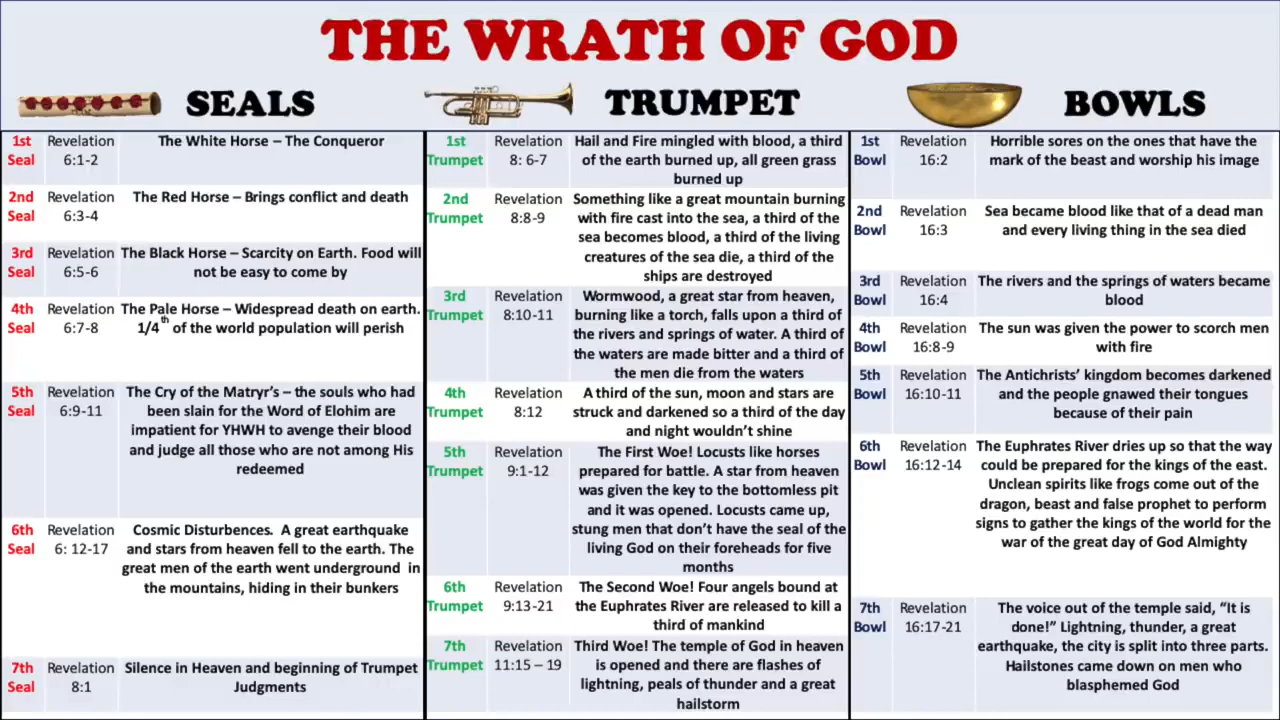 THE WRATH OF GOD
SEALS
1st Seal
Revelation 6:1-2
The White Horse – The Conqueror
2nd Seal
Revelation 6:3-4
The Red Horse – Brings conflict and death
3rd Seal
Revelation 6:5-6
The Black Horse – Scarcity on Earth. Food will
not be easy to come by
4th Seal
Revelation 6:7-8
The Pale Horse – Widespread death on earth.
1/4th of the world population will perish
5th Seal
Revelation 6:9-11
The Cry of the Matryr’s – the souls who had
been slain for the Word of Elohim are
impatient for YHWH to avenge their blood
and judge all those who are not among His
redeemed
6th Seal
Revelation 6: 12-17
Cosmic Disturbences. A great earthquake
and stars from heaven fell to the earth. The
great men of the earth went underground in
the mountains, hiding in their bunkers
7th Seal
Revelation 8:1
Silence in Heaven and beginning of Trumpet
Judgments
TRUMPET
1st Trumpet
Revelation 8: 6-7
Hail and Fire mingled with blood, a third
of the earth burned up, all green grass
burned up
2nd Trumpet
Revelation 8:8-9
Something like a great mountain burning
with fire cast into the sea, a third of the
sea becomes blood, a third of the living
creatures of the sea die, a third of the
ships are destroyed
3rd Trumpet
Revelation 8:10-11
Wormwood, a great star from heaven,
burning like a torch, falls upon a third of
the rivers and springs of water. A third of
the waters are made bitter and a third of
the men die from the waters
4th Trumpet
Revelation 8:12
A third of the sun, moon and stars are
struck and darkened so a third of the day
and night wouldn’t shine
5th Trumpet
Revelation 9:1-12
The First Woe! Locusts like horses
prepared for battle. A star from heaven
was given the key to the bottomless pit
and it was opened. Locusts came up,
stung men that don’t have the seal of the
living God on their foreheads for five
months
6th Trumpet
Revelation 9:13-21
The Second Woe! Four angels bound at
the Euphrates River are released to kill a
third of mankind
7th Trumpet
Revelation 11:15 – 19
Third Woe! The temple of God in heaven
is opened and there are flashes of
lightning, peals of thunder and a great
hailstorm
BOWLS
1st Bowl
Revelation 16:2
Horrible sores on the ones that have the
mark of the beast and worship his image
2nd Bowl
Revelation 16:3
Sea became blood like that of a dead man
and every living thing in the sea died
3rd Bowl
Revelation 16:4
The rivers and the springs of waters became
blood
4th Bowl
Revelation 16:8-9
The sun was given the power to scorch men
with fire
5th Bowl
Revelation 16:10-11
The Antichrists’ kingdom becomes darkened
and the people gnawed their tongues
because of their pain
6th Bowl
Revelation 16:12-14
The Euphrates River dries up so that the way
could be prepared for the kings of the east.
Unclean spirits like frogs come out of the
dragon, beast and false prophet to perform
signs to gather the kings of the world for the
war of the great day of God Almighty
7th Bowl
Revelation 16:17-21
The voice out of the temple said, “It is
done!” Lightning, thunder, a great
earthquake, the city is split into three parts.
Hailstones came down on men who
blasphemed God